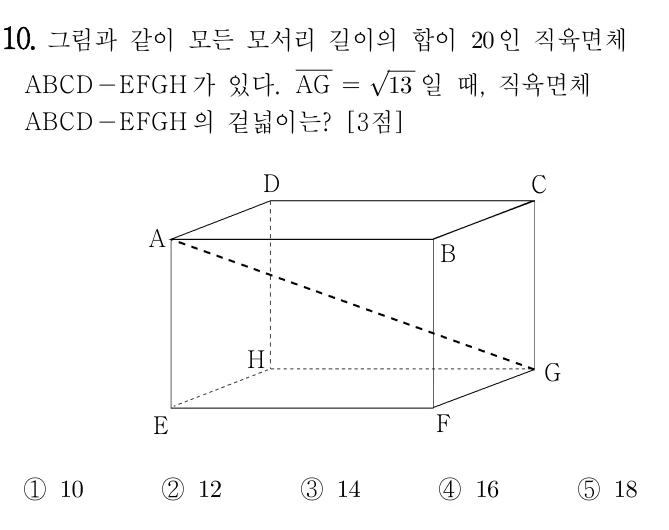 10. 그림과 같이 모든 모서리 길이의 합이 20인 직육면체
ABCD-EFGH가 있다. \overline{AG} = √13 일 때, 직육면체
ABCD-EFGH의 겉넓이는? [3점]
D
C
A
B
H
G
E
F
① 10 ② 12 ③ 14 ④ 16 ⑤ 18